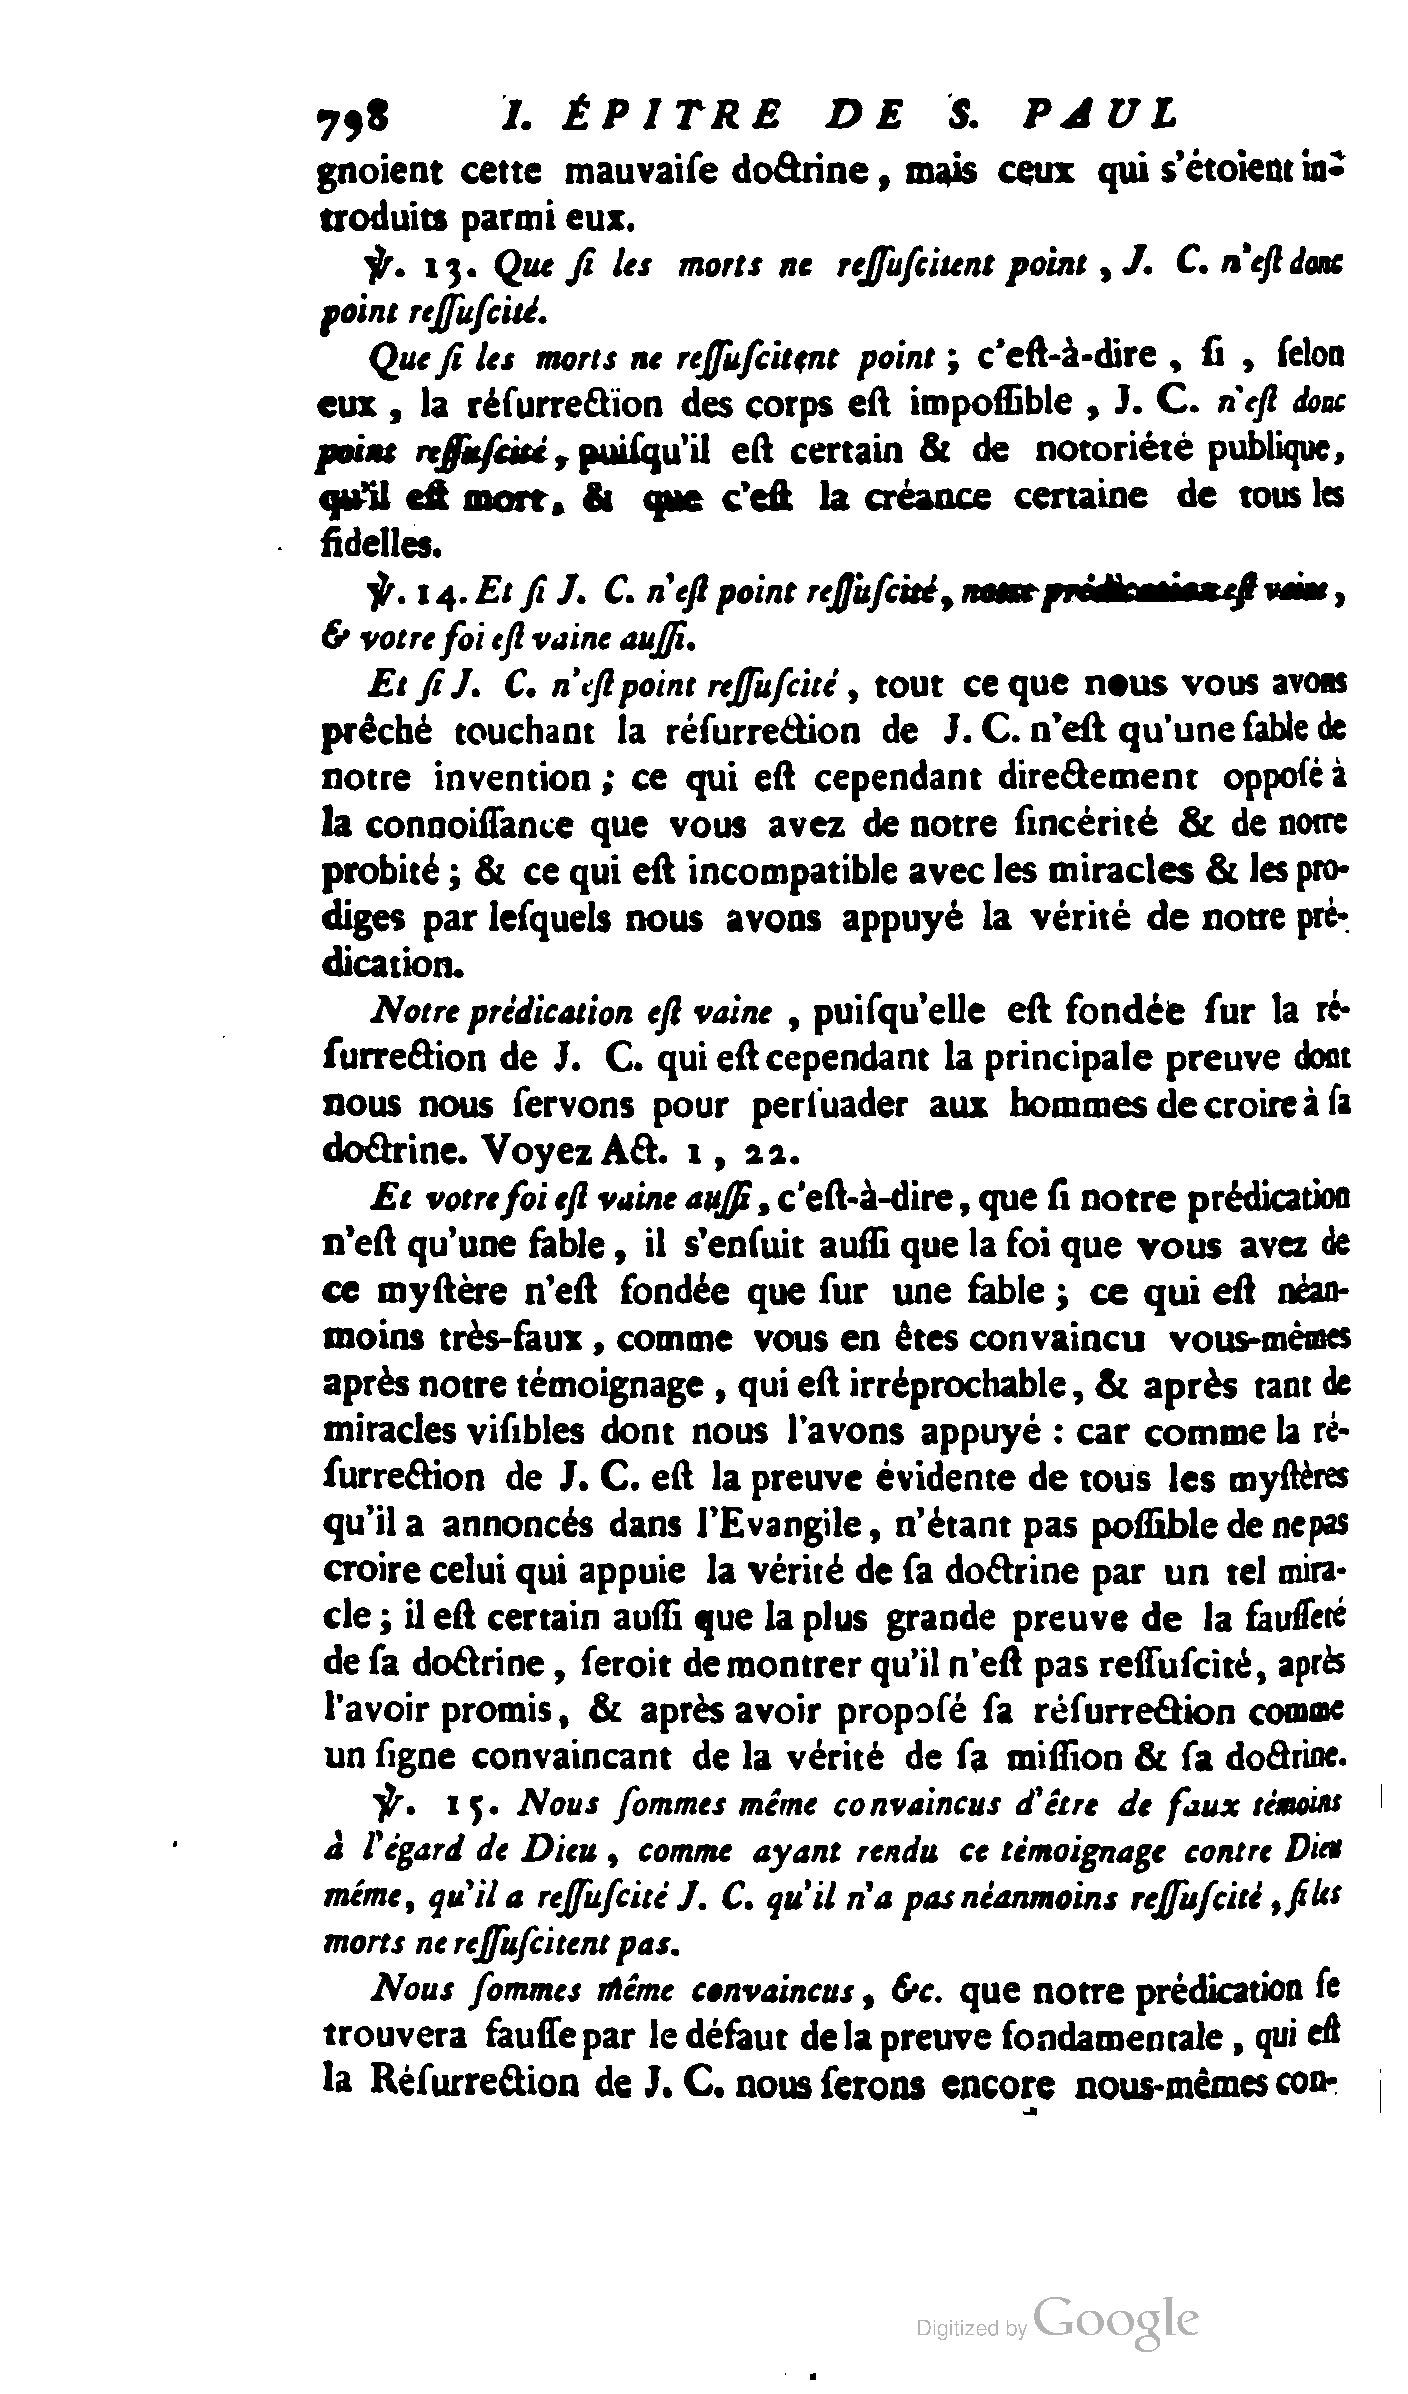 798 I. ÉPITRE DE S. PAUL
gnoient cette mauvaiſe doctrine, mais ceux qui s'étoient in-
troduits parmi eux.
℣. 13. Que ſi les morts ne reſſuſcitent point, J. C. n'eſt donc
point reſſuſcité.
Que ſi les morts ne reſſuſcitent point ; c'eſt-à-dire, ſi, ſelon
eux, la réſurrection des corps eſt impoſſible, J. C. n'eſt donc
point reſſuſcité, puiſqu'il eſt certain & de notoriété publique,
qu'il eſt mort, & que c'eſt la créance certaine de tous les
fidelles.
℣. 14. Et ſi J. C. n'eſt point reſſuſcité, notre prédication eſt vaine,
& votre foi eſt vaine auſſi.
Et ſi J. C. n'eſt point reſſuſcité, tout ce que nous vous avons
prêché touchant la réſurrection de J. C. n'eſt qu'une fable de
notre invention ; ce qui eſt cependant directement oppoſé à
la connoiſſance que vous avez de notre ſincérité & de notre
probité ; & ce qui eſt incompatible avec les miracles & les pro-
diges par leſquels nous avons appuyé la vérité de notre pré-
dication.
Notre prédication eſt vaine, puiſqu'elle eſt fondée ſur la ré-
ſurrection de J. C. qui eſt cependant la principale preuve dont
nous nous ſervons pour perſuader aux hommes de croire à ſa
doctrine. Voyez Act. 1, 22.
Et votre foi eſt vaine auſſi, c'eſt-à-dire, que ſi notre prédication
n'eſt qu'une fable, il s'enſuit auſſi que la foi que vous avez de
ce myſtère n'eſt fondée que ſur une fable ; ce qui eſt néan-
moins très-faux, comme vous en êtes convaincu vous-mêmes
après notre témoignage, qui eſt irréprochable, & après tant de
miracles viſibles dont nous l'avons appuyé : car comme la ré-
ſurrection de J. C. eſt la preuve évidente de tous les myſtères
qu'il a annoncés dans l'Evangile, n'étant pas poſſible de ne pas
croire celui qui appuie la vérité de ſa doctrine par un tel mira-
cle ; il eſt certain auſſi que la plus grande preuve de la fauſſeté
de ſa doctrine, ſeroit de montrer qu'il n'eſt pas reſſuſcité, après
l'avoir promis, & après avoir propoſé ſa réſurrection comme
un ſigne convaincant de la vérité de ſa miſſion & ſa doctrine.
℣. 15. Nous ſommes même convaincus d'être de faux témoins
à l'égard de Dieu, comme ayant rendu ce témoignage contre Dieu
même, qu'il a reſſuſcité J. C. qu'il n'a pas néanmoins reſſuſcité, ſi les
morts ne reſſuſcitent pas.
Nous ſommes même convaincus, &c. que notre prédication ſe
trouvera fauſſe par le défaut de la preuve fondamentale, qui eſt
la Réſurrection de J. C. nous ſerons encore nous-mêmes con-
Digitized by Google